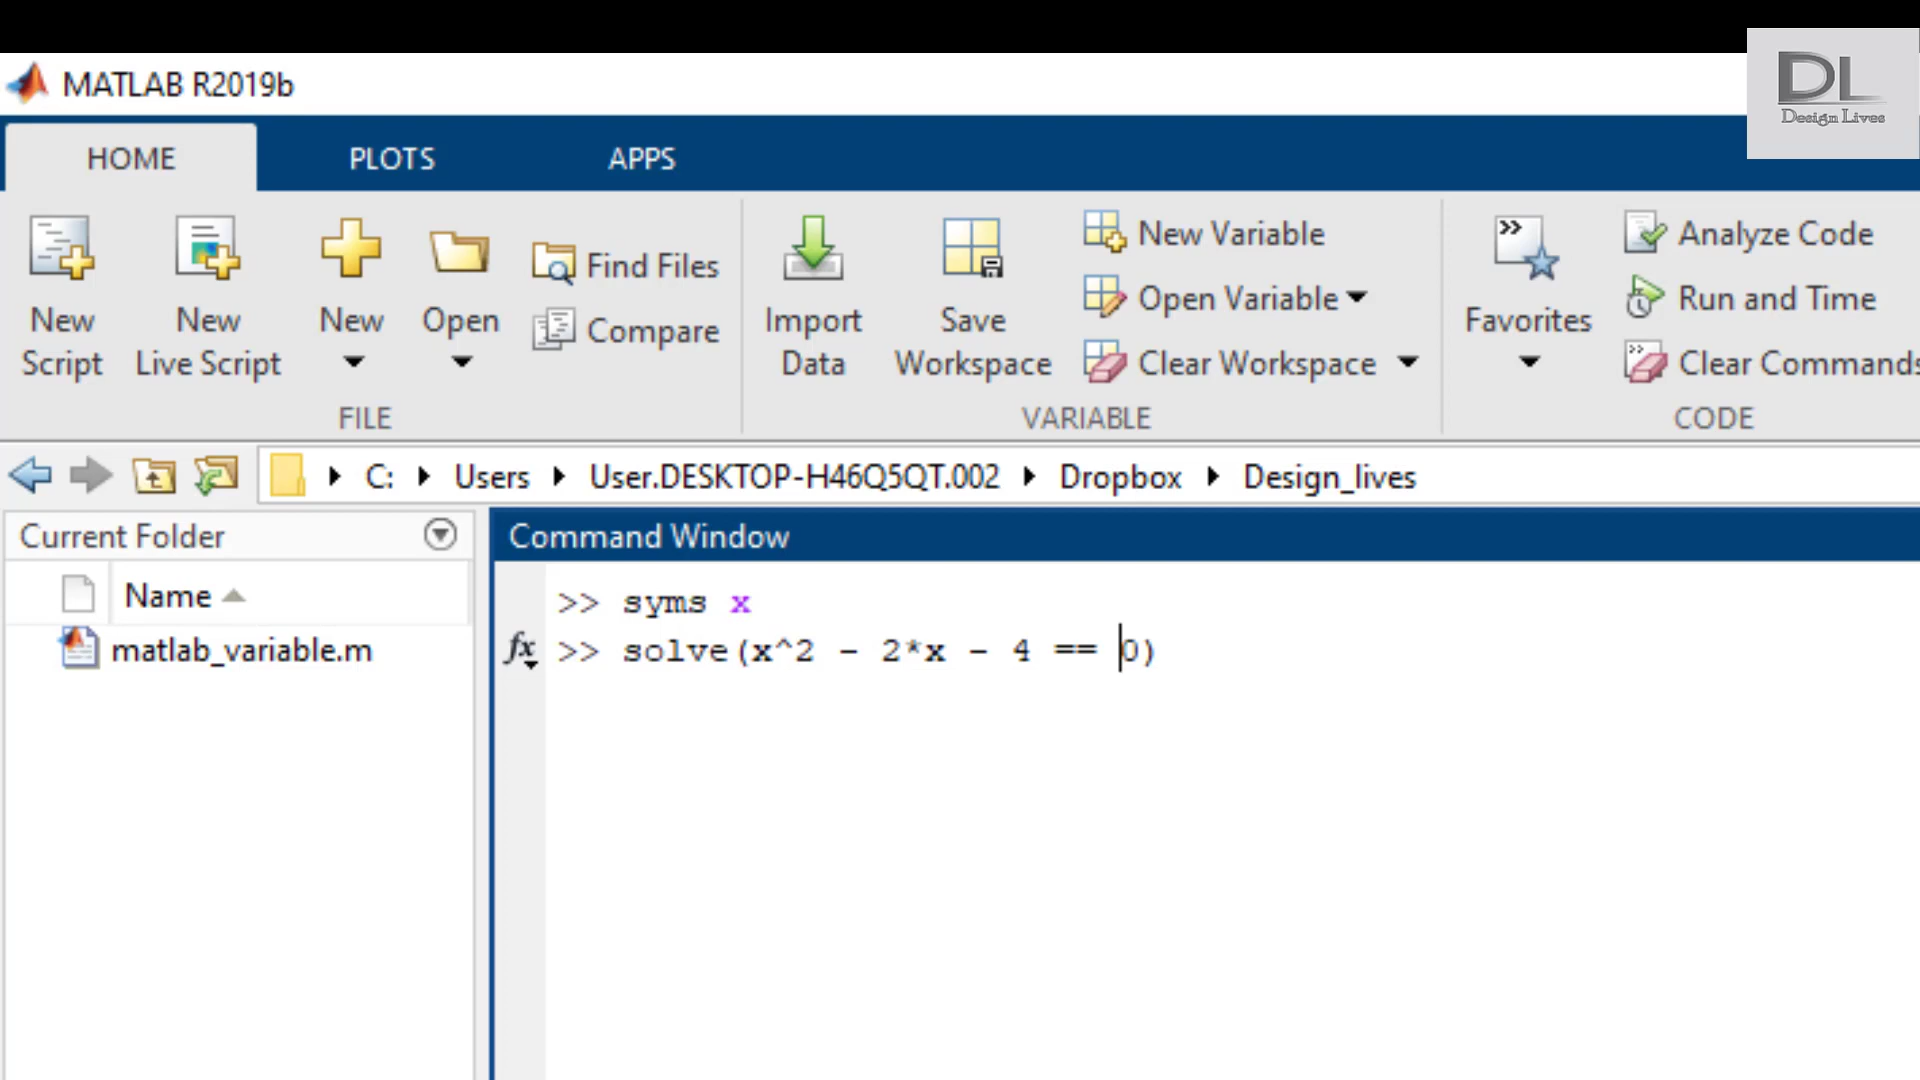 DL
Design Lives
MATLAB R2019b
HOME PLOTS APPS
New Script
New Live Script
New
Open
Find Files
Compare
FILE
Import Data
Save Workspace
New Variable
Open Variable
Clear Workspace
VARIABLE
Favorites
Analyze Code
Run and Time
Clear Commands
CODE
C: Users User.DESKTOP-H46Q5QT.002 Dropbox Design_lives
Current Folder
Name
matlab_variable.m
Command Window
>> syms x
fx >> solve(x^2 - 2*x - 4 == 0)